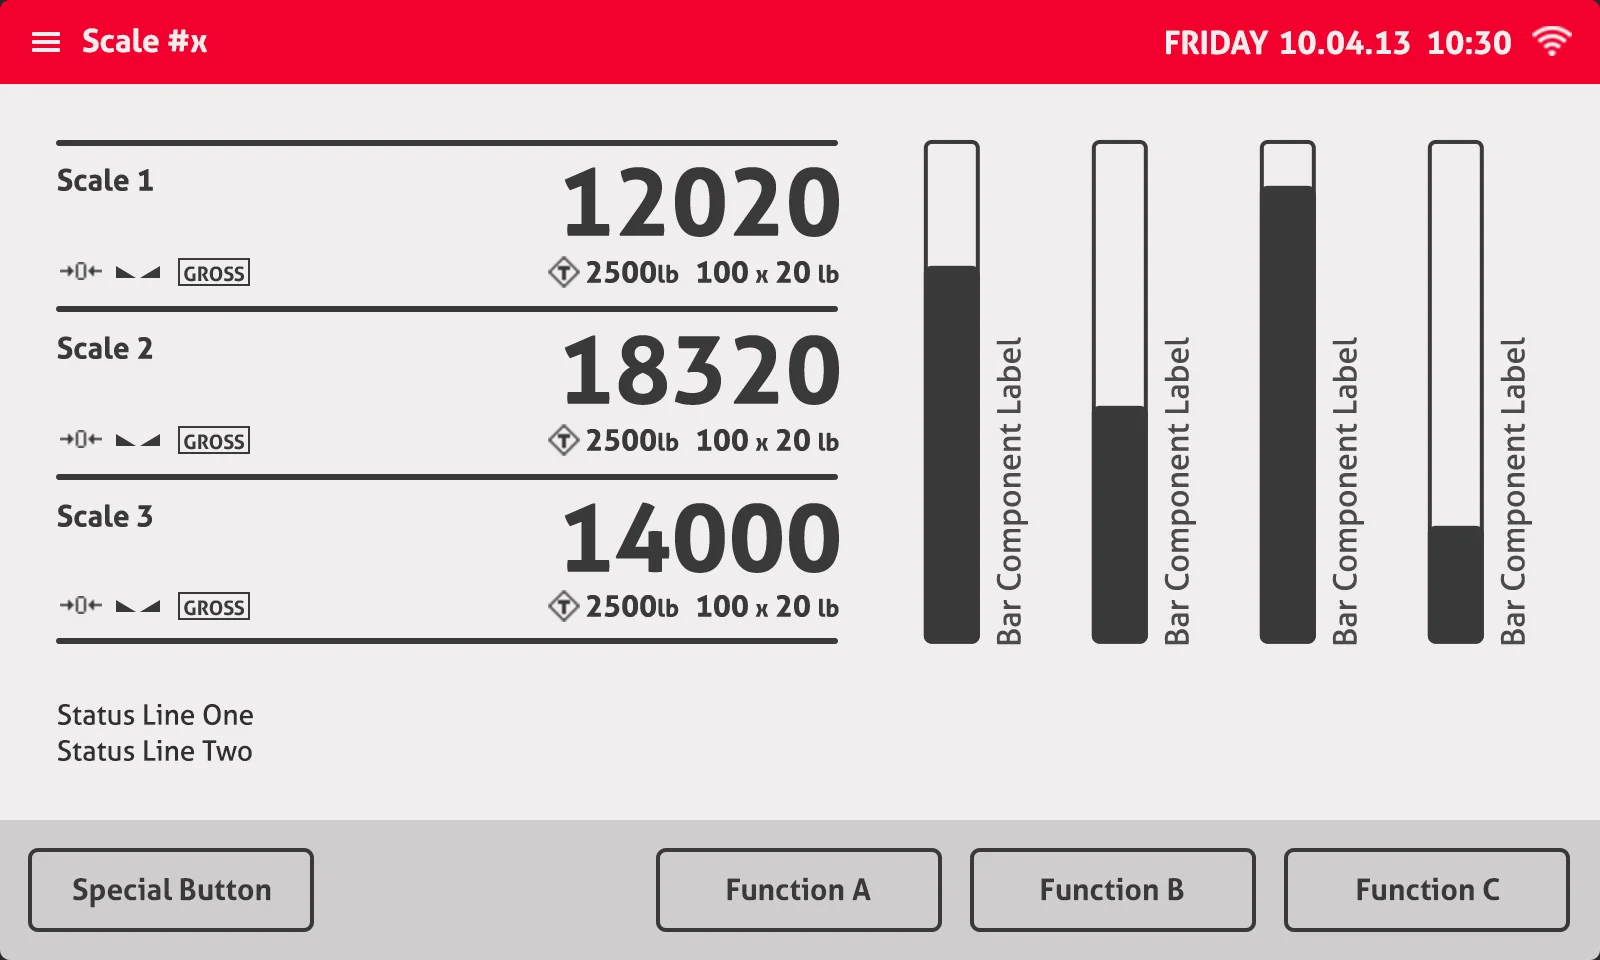 Scale #x
FRIDAY 10.04.13 10:30
Scale 1
12020
→0← GROSS
T 2500lb 100 x 20 lb
Scale 2
18320
→0← GROSS
T 2500lb 100 x 20 lb
Scale 3
14000
→0← GROSS
T 2500lb 100 x 20 lb
Bar Component Label
Bar Component Label
Bar Component Label
Bar Component Label
Status Line One
Status Line Two
Special Button
Function A
Function B
Function C